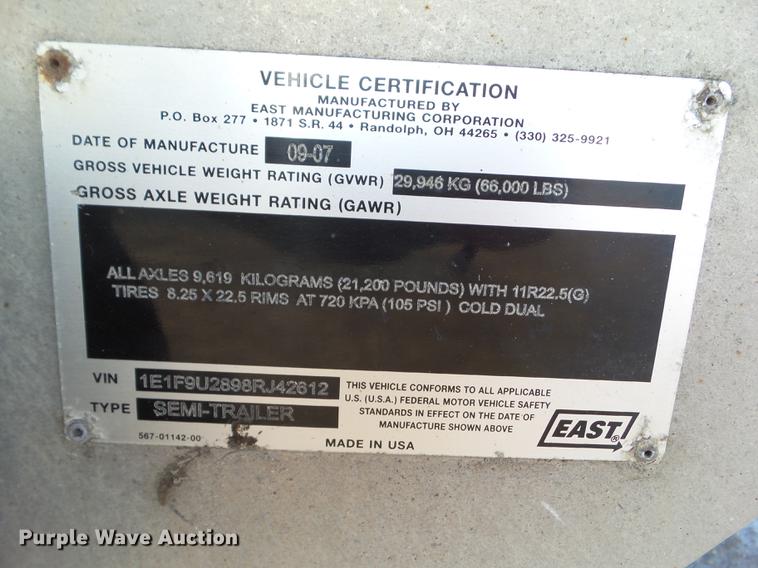 VEHICLE CERTIFICATION
MANUFACTURED BY
EAST MANUFACTURING CORPORATION
P.O. Box 277 • 1871 S.R. 44 • Randolph, OH 44265 • (330) 325-9921
DATE OF MANUFACTURE 09-07
GROSS VEHICLE WEIGHT RATING (GVWR) 29,946 KG (66,000 LBS)
GROSS AXLE WEIGHT RATING (GAWR)
ALL AXLES 9,619 KILOGRAMS (21,200 POUNDS) WITH 11R22.5(G)
TIRES 8.25 X 22.5 RIMS AT 720 KPA (105 PSI ) COLD DUAL
VIN 1E1F9U2898RJ42612
TYPE SEMI-TRAILER
THIS VEHICLE CONFORMS TO ALL APPLICABLE
U.S. (U.S.A.) FEDERAL MOTOR VEHICLE SAFETY
STANDARDS IN EFFECT ON THE DATE OF
MANUFACTURE SHOWN ABOVE
EAST®
567-01142-00
MADE IN USA
Purple Wave Auction